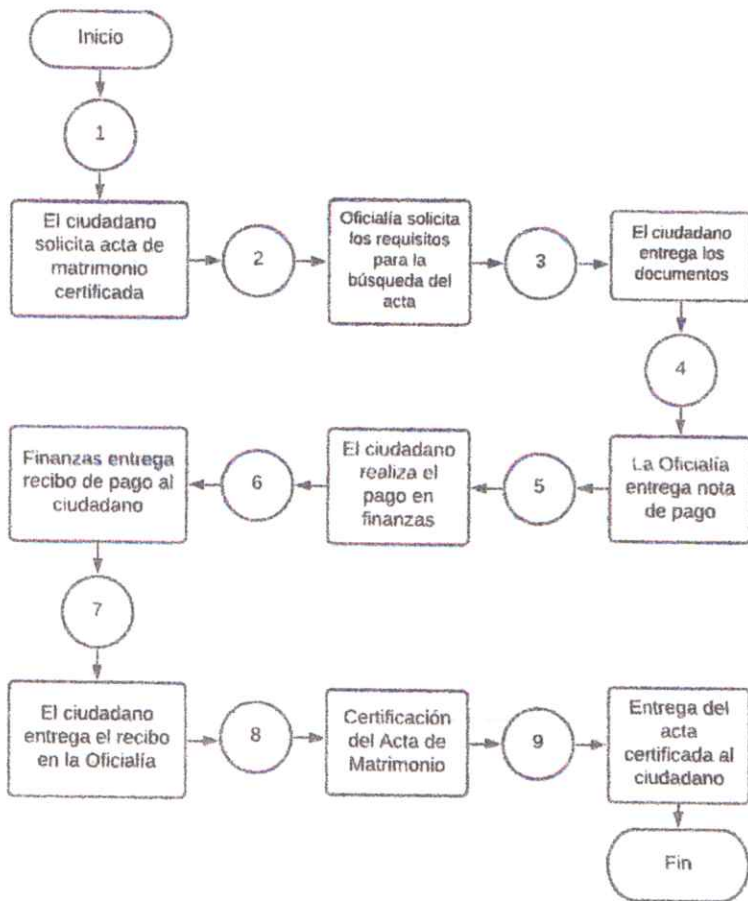 Inicio
1
El ciudadano
solicita acta de
matrimonio
certificada
2
Oficialía solicita
los requisitos
para la
búsqueda del
acta
3
El ciudadano
entrega los
documentos
4
La Oficialía
entrega nota
de pago
5
El ciudadano
realiza el
pago en
finanzas
6
Finanzas entrega
recibo de pago al
ciudadano
7
El ciudadano
entrega el recibo
en la Oficialía
8
Certificación
del Acta de
Matrimonio
9
Entrega del
acta
certificada al
ciudadano
Fin